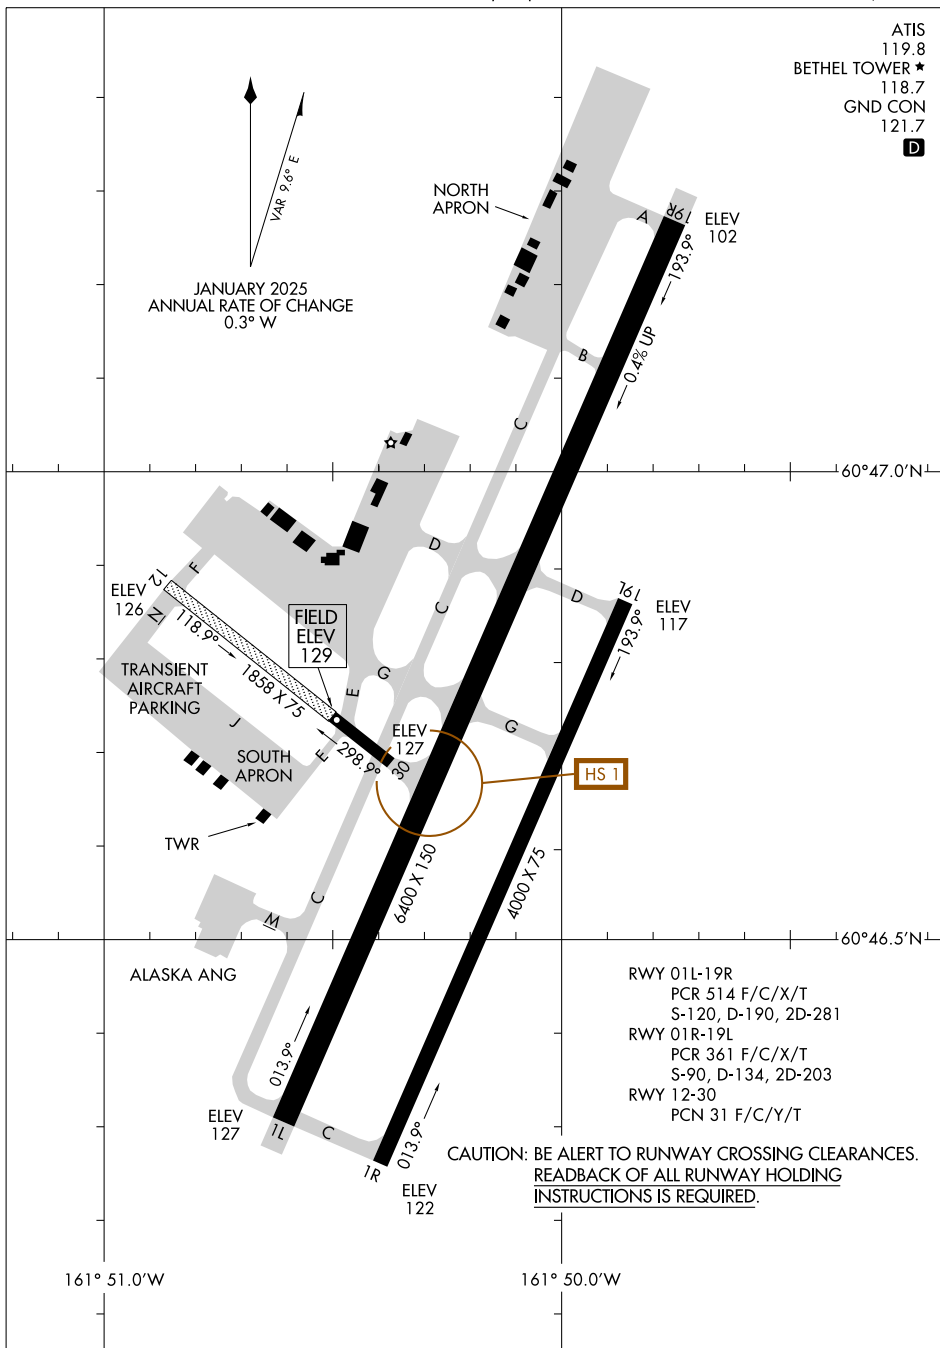 ATIS
119.8
BETHEL TOWER ★
118.7
GND CON
121.7
D
VAR 9.6° E
JANUARY 2025
ANNUAL RATE OF CHANGE
0.3° W
NORTH
APRON
A
19R
ELEV
102
193.9°
0.4% UP
B
C
60°47.0'N
D
C
D
19L
ELEV
117
193.9°
F
12
ELEV
126
N
118.9°
1858 X 75
FIELD
ELEV
129
TRANSIENT
AIRCRAFT
PARKING
J
E
G
G
E
298.9°
ELEV
127
30
HS 1
SOUTH
APRON
TWR
6400 X 150
4000 X 75
C
M
60°46.5'N
ALASKA ANG
RWY 01L-19R
PCR 514 F/C/X/T
S-120, D-190, 2D-281
RWY 01R-19L
PCR 361 F/C/X/T
S-90, D-134, 2D-203
RWY 12-30
PCN 31 F/C/Y/T
013.9°
ELEV
127
1L
C
013.9°
1R
ELEV
122
CAUTION: BE ALERT TO RUNWAY CROSSING CLEARANCES.
READBACK OF ALL RUNWAY HOLDING
INSTRUCTIONS IS REQUIRED.
161° 51.0'W
161° 50.0'W